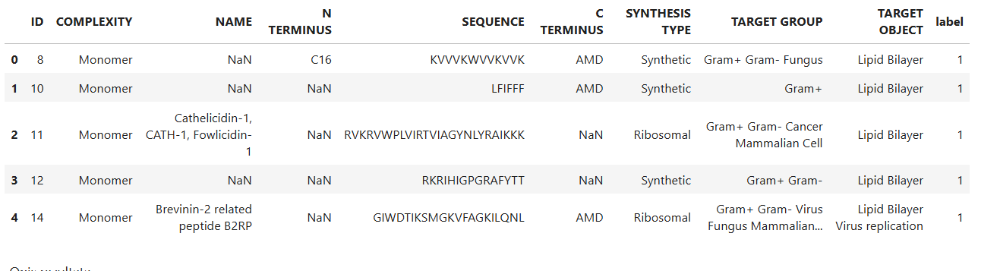 ID COMPLEXITY NAME N TERMINUS SEQUENCE C TERMINUS SYNTHESIS TYPE TARGET GROUP TARGET OBJECT label
0 8 Monomer NaN C16 KVVVKWVVKVVK AMD Synthetic Gram+ Gram- Fungus Lipid Bilayer 1
1 10 Monomer NaN NaN LFIFFF AMD Synthetic Gram+ Lipid Bilayer 1
2 11 Monomer Cathelicidin-1, CATH-1, Fowlicidin-1 NaN RVKRVWPLVIRTVIAGYNLYRAIKKK NaN Ribosomal Gram+ Gram- Cancer Mammalian Cell Lipid Bilayer 1
3 12 Monomer NaN NaN RKRIHIGPGRAFYTT NaN Synthetic Gram+ Gram- Lipid Bilayer 1
4 14 Monomer Brevinin-2 related peptide B2RP NaN GIWDTIKSMGKVFAGKILQNL AMD Ribosomal Gram+ Gram- Virus Fungus Mammalian... Lipid Bilayer Virus replication 1